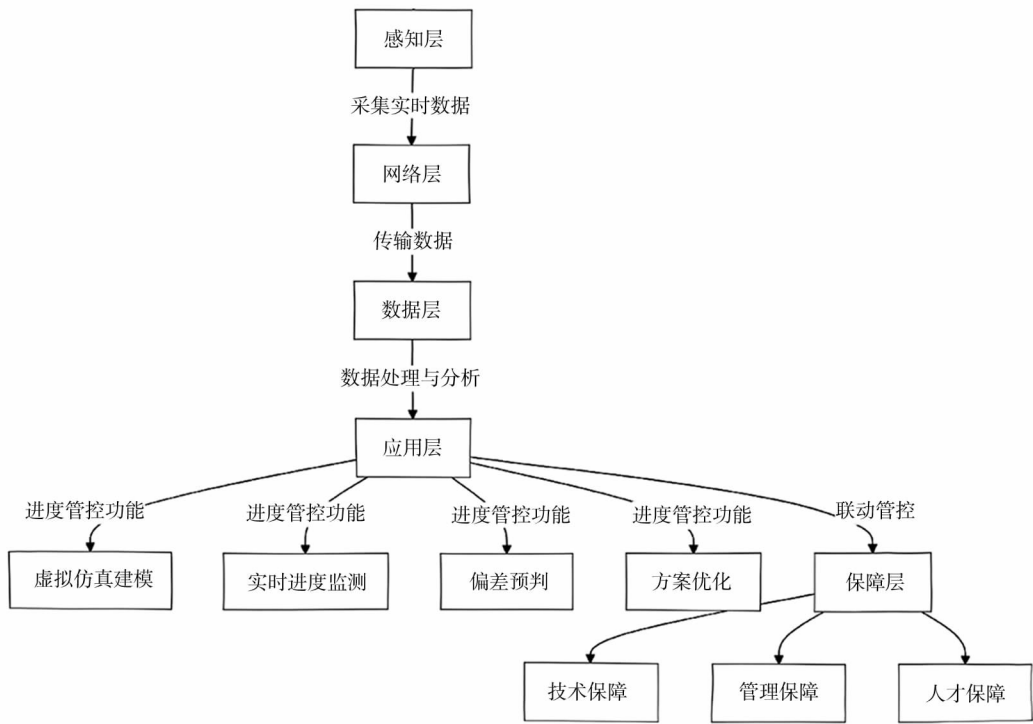 感知层
采集实时数据
网络层
传输数据
数据层
数据处理与分析
应用层
进度管控功能
进度管控功能
进度管控功能
进度管控功能
联动管控
虚拟仿真建模
实时进度监测
偏差预判
方案优化
保障层
技术保障
管理保障
人才保障